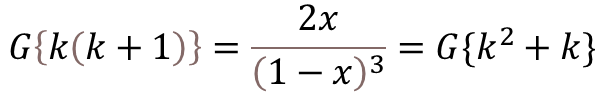 G{k(k + 1)} = 2x/(1 − x)³ = G{k² + k}